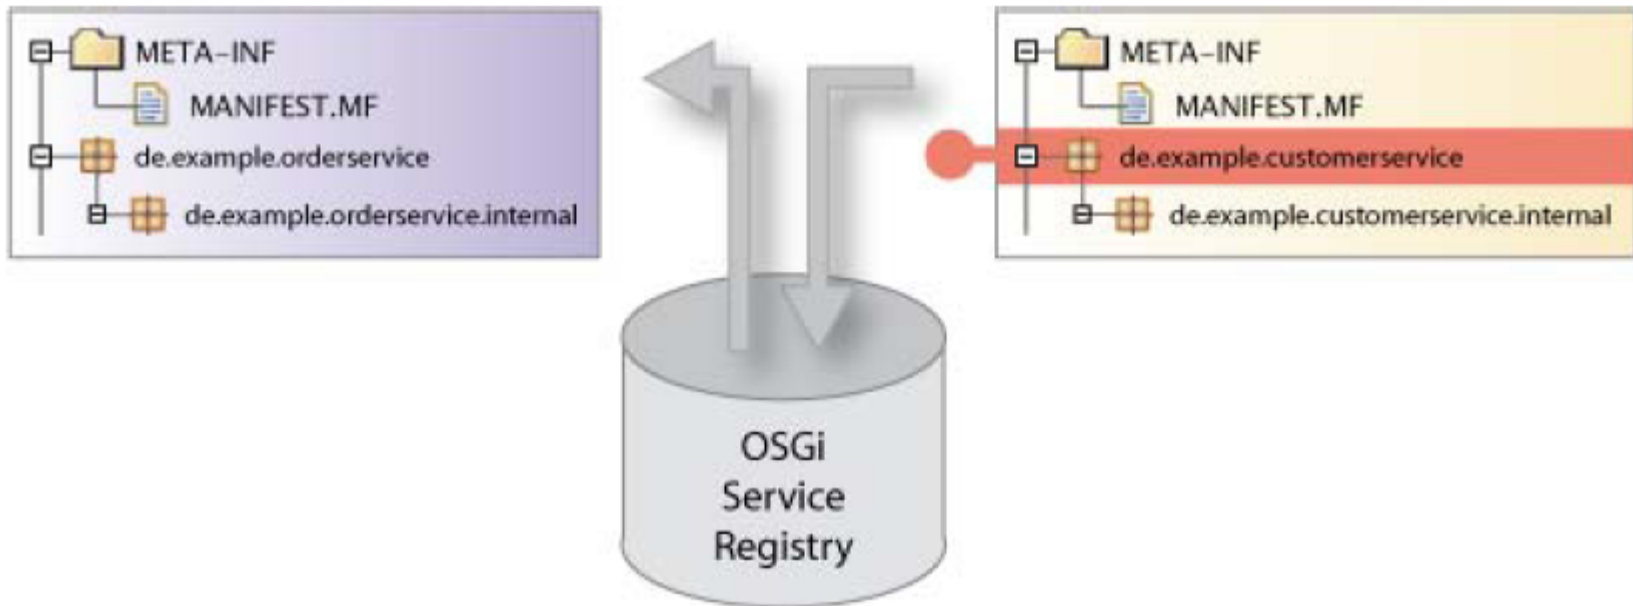 META-INF
MANIFEST.MF
de.example.orderservice
de.example.orderservice.internal
META-INF
MANIFEST.MF
de.example.customerservice
de.example.customerservice.internal
OSGi
Service
Registry